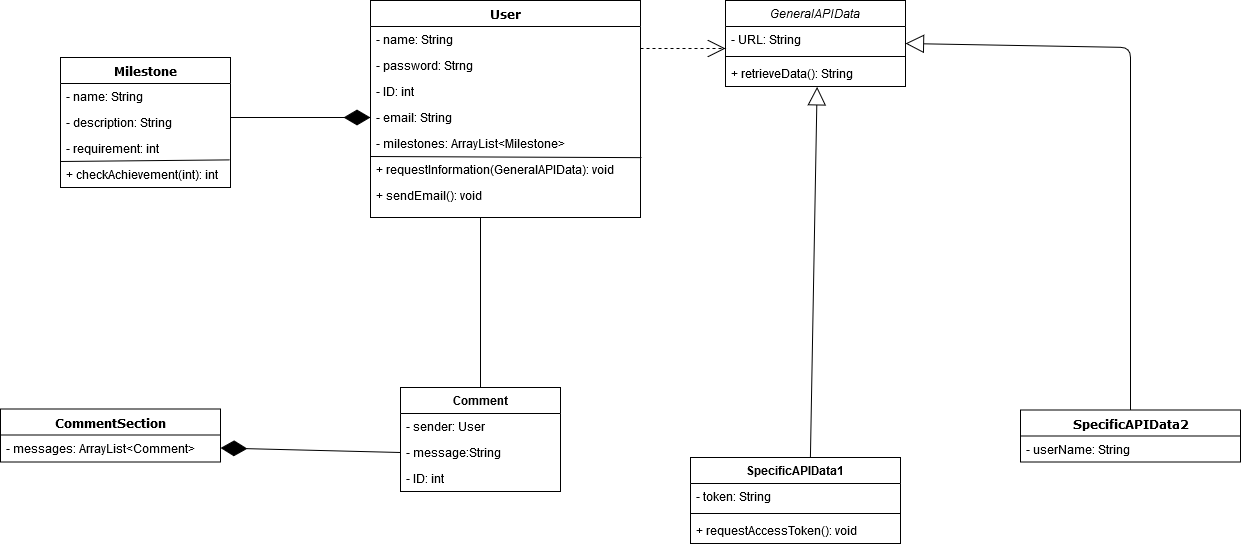 User
- name: String
- password: Strng
- ID: int
- email: String
- milestones: ArrayList<Milestone>
+ requestInformation(GeneralAPIData): void
+ sendEmail(): void
GeneralAPIData
- URL: String
+ retrieveData(): String
Milestone
- name: String
- description: String
- requirement: int
+ checkAchievement(int): int
Comment
- sender: User
- message:String
- ID: int
CommentSection
- messages: ArrayList<Comment>
SpecificAPIData1
- token: String
+ requestAccessToken(): void
SpecificAPIData2
- userName: String